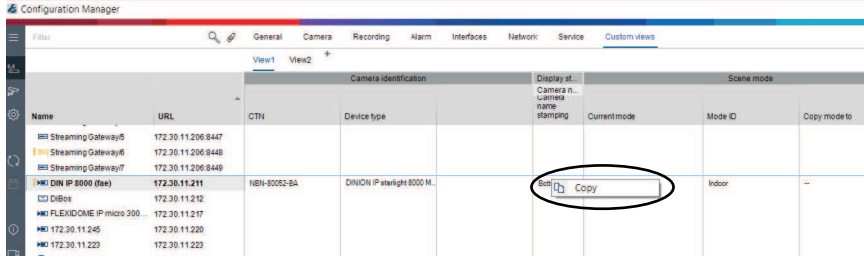 Configuration Manager
Filter General Camera Recording Alarm Interfaces Network Service Custom views
View1 View2 +
Camera identification Display st... Scene mode
Camera n...
Name URL CTN Device type Camera name stamping Current mode Mode ID Copy mode to
Streaming Gateway/5 172.30.11.206:8447
Streaming Gateway/6 172.30.11.206:8448
Streaming Gateway/7 172.30.11.206:8449
DIN IP 8000 (fae) 172.30.11.211 NBN-80052-BA DINION IP starlight 8000 M... Copy Indoor --
DiBos 172.30.11.212
FLEXIDOME IP micro 300... 172.30.11.217
172.30.11.245 172.30.11.220
172.30.11.223 172.30.11.223